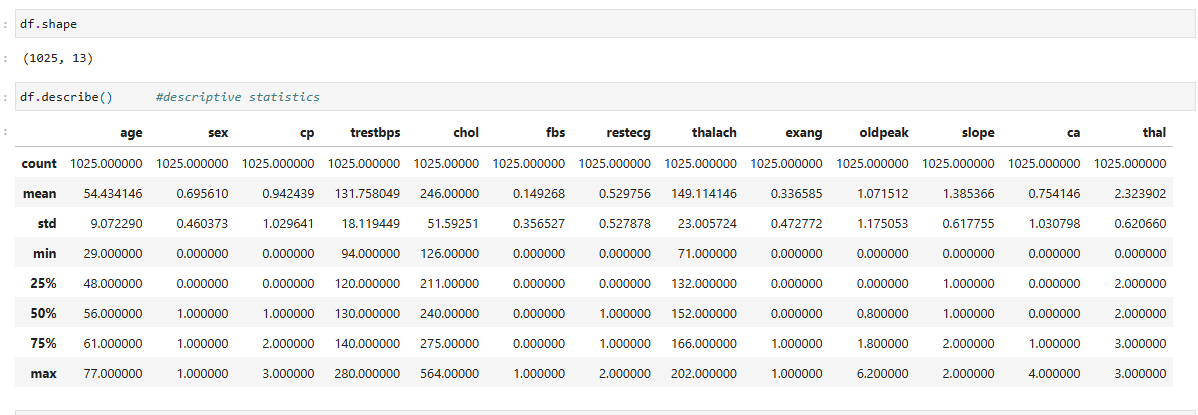 : df.shape
: (1025, 13)
: df.describe() #descriptive statistics
:
age sex cp trestbps chol fbs restecg thalach exang oldpeak slope ca thal
count 1025.000000 1025.000000 1025.000000 1025.000000 1025.00000 1025.000000 1025.000000 1025.000000 1025.000000 1025.000000 1025.000000 1025.000000 1025.000000
mean 54.434146 0.695610 0.942439 131.758049 246.00000 0.149268 0.529756 149.114146 0.336585 1.071512 1.385366 0.754146 2.323902
std 9.072290 0.460373 1.029641 18.119449 51.59251 0.356527 0.527878 23.005724 0.472772 1.175053 0.617755 1.030798 0.620660
min 29.000000 0.000000 0.000000 94.000000 126.00000 0.000000 0.000000 71.000000 0.000000 0.000000 0.000000 0.000000 0.000000
25% 48.000000 0.000000 0.000000 120.000000 211.00000 0.000000 0.000000 132.000000 0.000000 0.000000 1.000000 0.000000 2.000000
50% 56.000000 1.000000 1.000000 130.000000 240.00000 0.000000 1.000000 152.000000 0.000000 0.800000 1.000000 0.000000 2.000000
75% 61.000000 1.000000 2.000000 140.000000 275.00000 0.000000 1.000000 166.000000 1.000000 1.800000 2.000000 1.000000 3.000000
max 77.000000 1.000000 3.000000 280.000000 564.00000 1.000000 2.000000 202.000000 1.000000 6.200000 2.000000 4.000000 3.000000